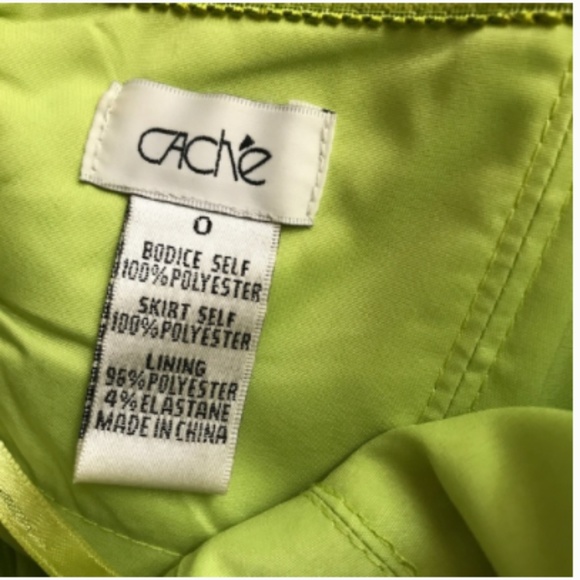 CAché
0
BODICE SELF
100%POLYESTER
SKIRT SELF
100%POLYESTER
LINING
96%POLYESTER
4%ELASTANE
MADE IN CHINA